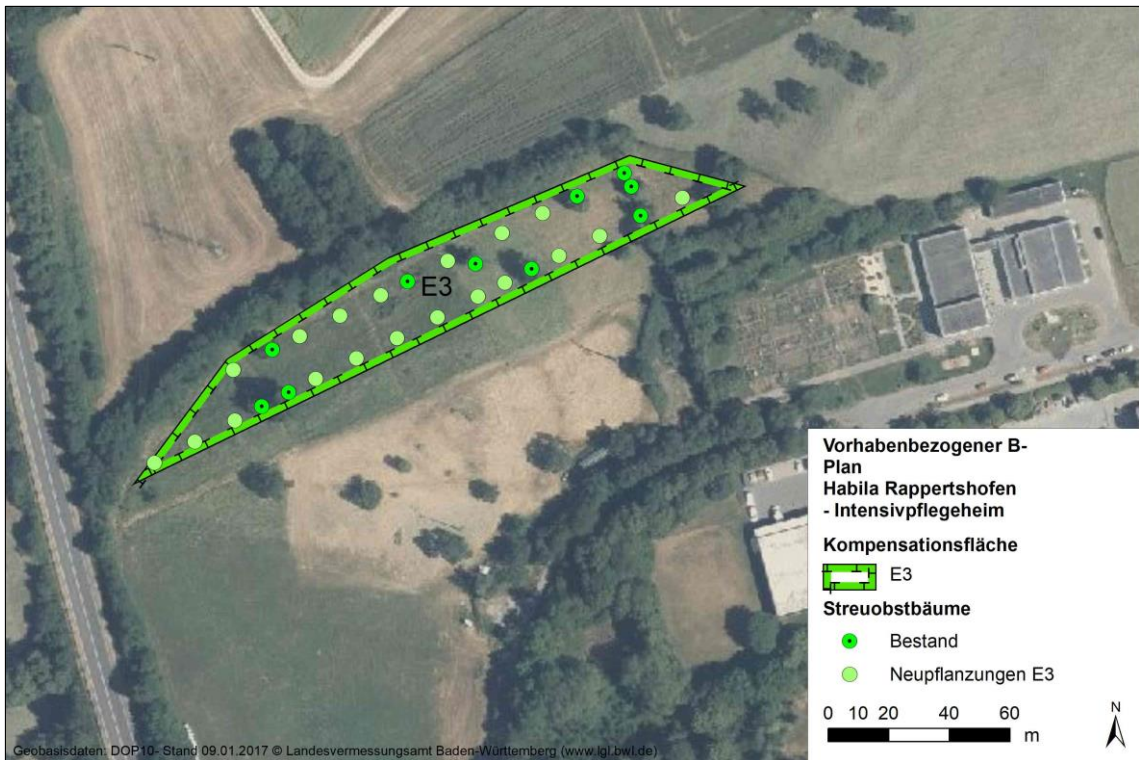 E3
Vorhabenbezogener B-
Plan
Habila Rappertshofen
- Intensivpflegeheim
Kompensationsfläche
E3
Streuobstbäume
Bestand
Neupflanzungen E3
0 10 20 40 60
m
N
Geobasisdaten: DOP10- Stand 09.01.2017 © Landesvermessungsamt Baden-Württemberg (www.lgl.bwl.de)